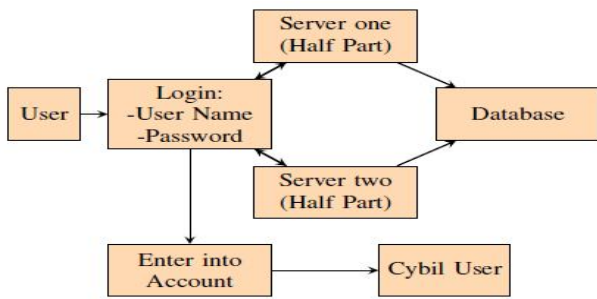 Server one
(Half Part)
User
Login:
-User Name
-Password
Database
Server two
(Half Part)
Enter into
Account
Cybil User